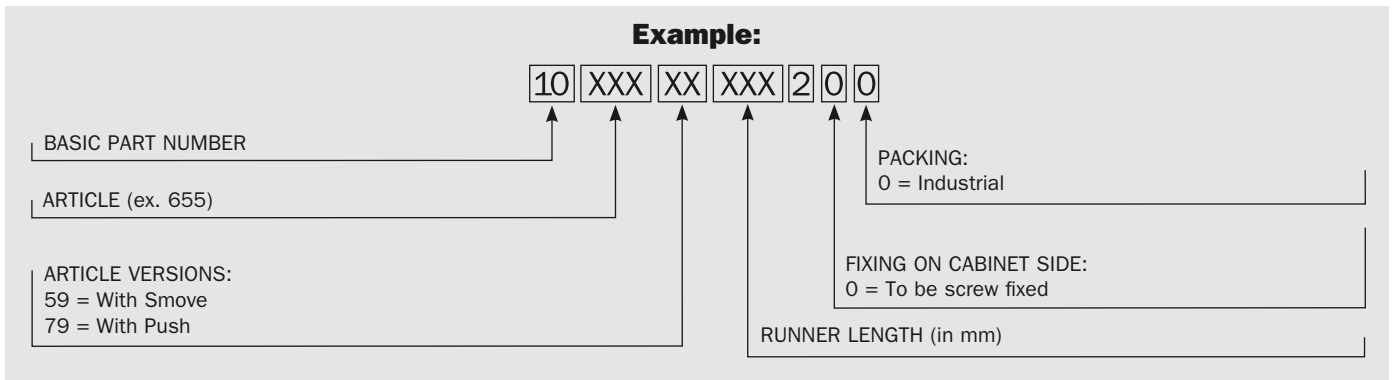 Example:
10 XXX XX XXX 2 0 0
BASIC PART NUMBER
ARTICLE (ex. 655)
ARTICLE VERSIONS:
59 = With Smove
79 = With Push
PACKING:
0 = Industrial
FIXING ON CABINET SIDE:
0 = To be screw fixed
RUNNER LENGTH (in mm)